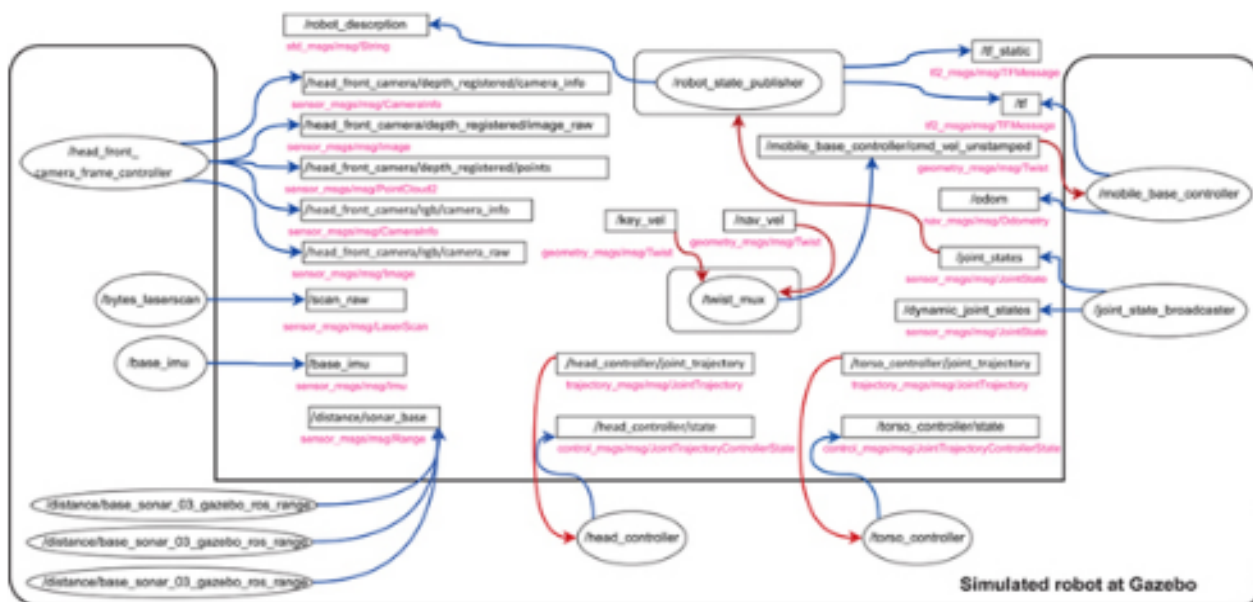 /robot_descrption
std_msgs/msg/String
/head_front_camera/depth_registered/camera_info
sensor_msgs/msg/CameraInfo
/head_front_camera/depth_registered/image_raw
sensor_msgs/msg/Image
/head_front_camera/depth_registered/points
sensor_msgs/msg/PointCloud2
/head_front_camera/rgb/camera_info
sensor_msgs/msg/CameraInfo
/head_front_camera/rgb/camera_raw
sensor_msgs/msg/Image
/head_front_
camera_frame_controller
/bytes_laserscan
/scan_raw
sensor_msgs/msg/LaserScan
/base_imu
/base_imu
sensor_msgs/msg/Imu
/distance/sonar_base
sensor_msgs/msg/Range
/distance/base_sonar_03_gazebo_ros_range
/distance/base_sonar_03_gazebo_ros_range
/distance/base_sonar_03_gazebo_ros_range
/robot_state_publisher
/tf_static
tf2_msgs/msg/TFMessage
/tf
tf2_msgs/msg/TFMessage
/mobile_base_controller/cmd_vel_unstamped
geometry_msgs/msg/Twist
/mobile_base_controller
/odom
nav_msgs/msg/Odometry
/key_vel
geometry_msgs/msg/Twist
/nav_vel
geometry_msgs/msg/Twist
/twist_mux
/joint_states
sensor_msgs/msg/JointState
/dynamic_joint_states
sensor_msgs/msg/JointState
/joint_state_broadcaster
/head_controller/joint_trajectory
trajectory_msgs/msg/JointTrajectory
/head_controller/state
control_msgs/msg/JointTrajectoryControllerState
/head_controller
/torso_controller/joint_trajectory
trajectory_msgs/msg/JointTrajectory
/torso_controller/state
control_msgs/msg/JointTrajectoryControllerState
/torso_controller
Simulated robot at Gazebo